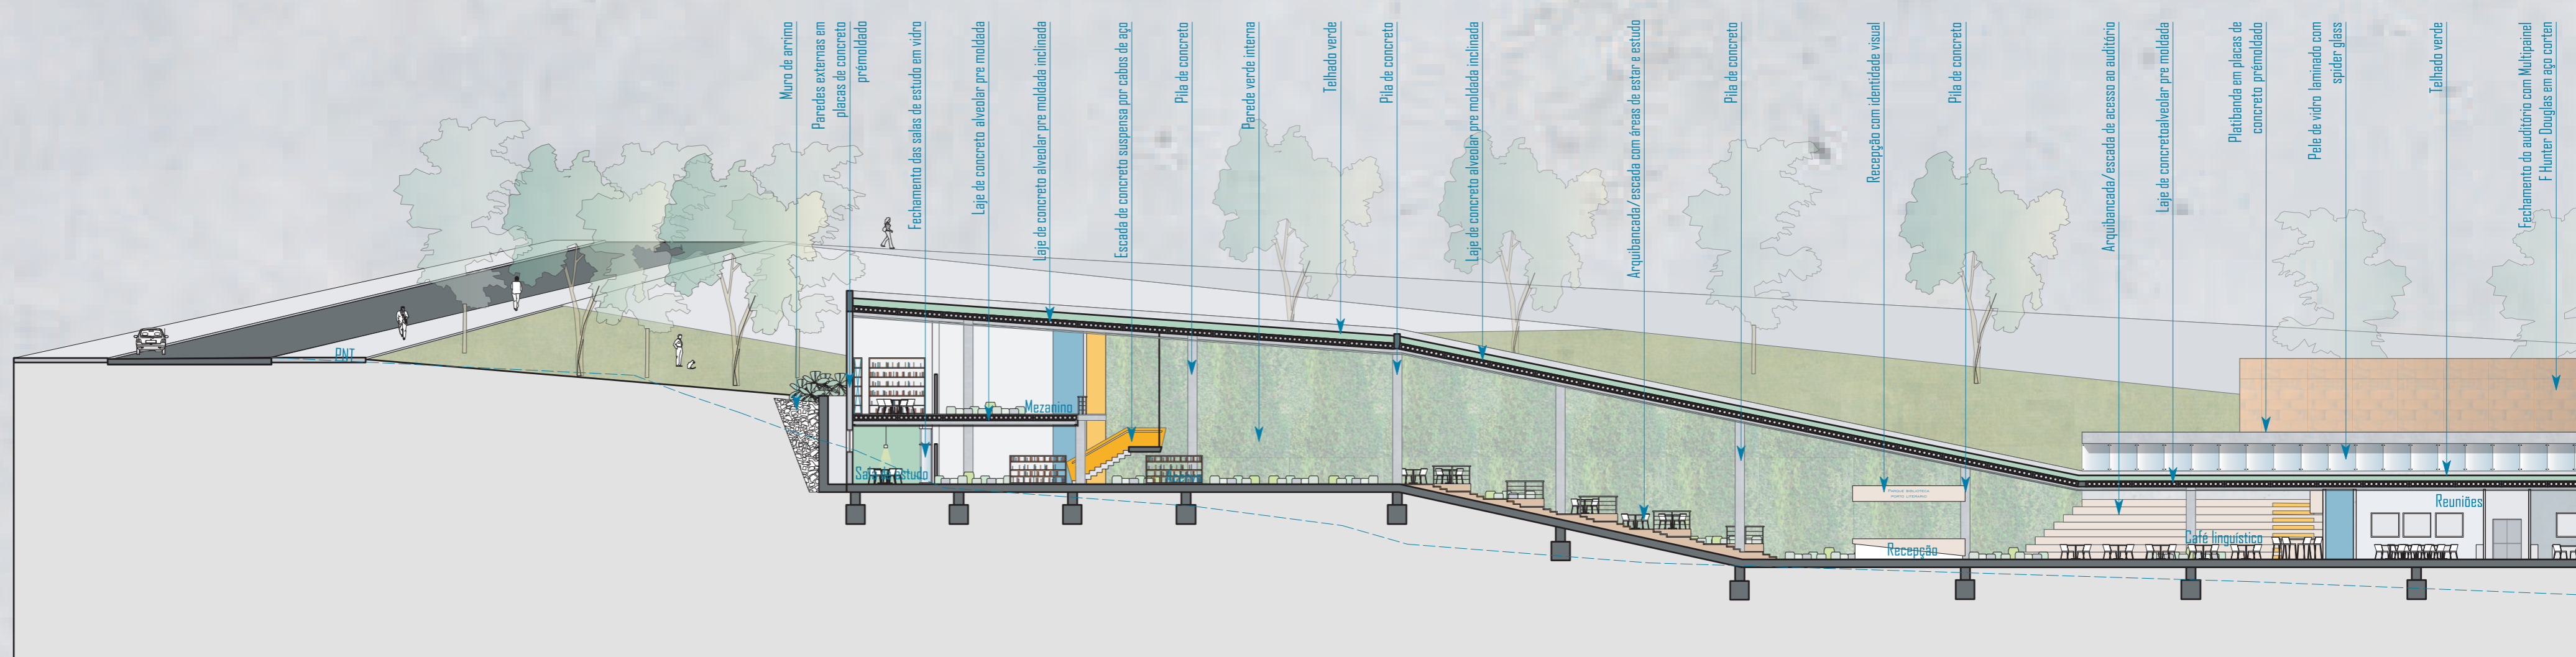 Muro de arrimo
Paredes externas em
placas de concreto
prémoldado
Fechamento das salas de estudo em vidro
Laje de concreto alveolar pre moldada
Laje de concreto alveolar pre moldada inclinada
Escada de concreto suspensa por cabos de aço
Pila de concreto
Parede verde interna
Telhado verde
Pila de concreto
Laje de concreto alveolar pre moldada inclinada
Arquibancada/escada com áreas de estar e estudo
Pila de concreto
Recepção com identidade visual
Pila de concreto
Arquibancada/escada de acesso ao auditório
Laje de concretoalveolar pre moldada
Platibanda em placas de
concreto prémoldado
Pele de vidro laminado com
spider glass
Telhado verde
Fechamento do auditório com Multipainel
F Hunter Douglas em aço corten
PNT
Mezanino
Sala de estudo
PARQUE BIBLIOTECA
PORTO LITERÁRIO
Recepção
Café linguístico
Reuniões